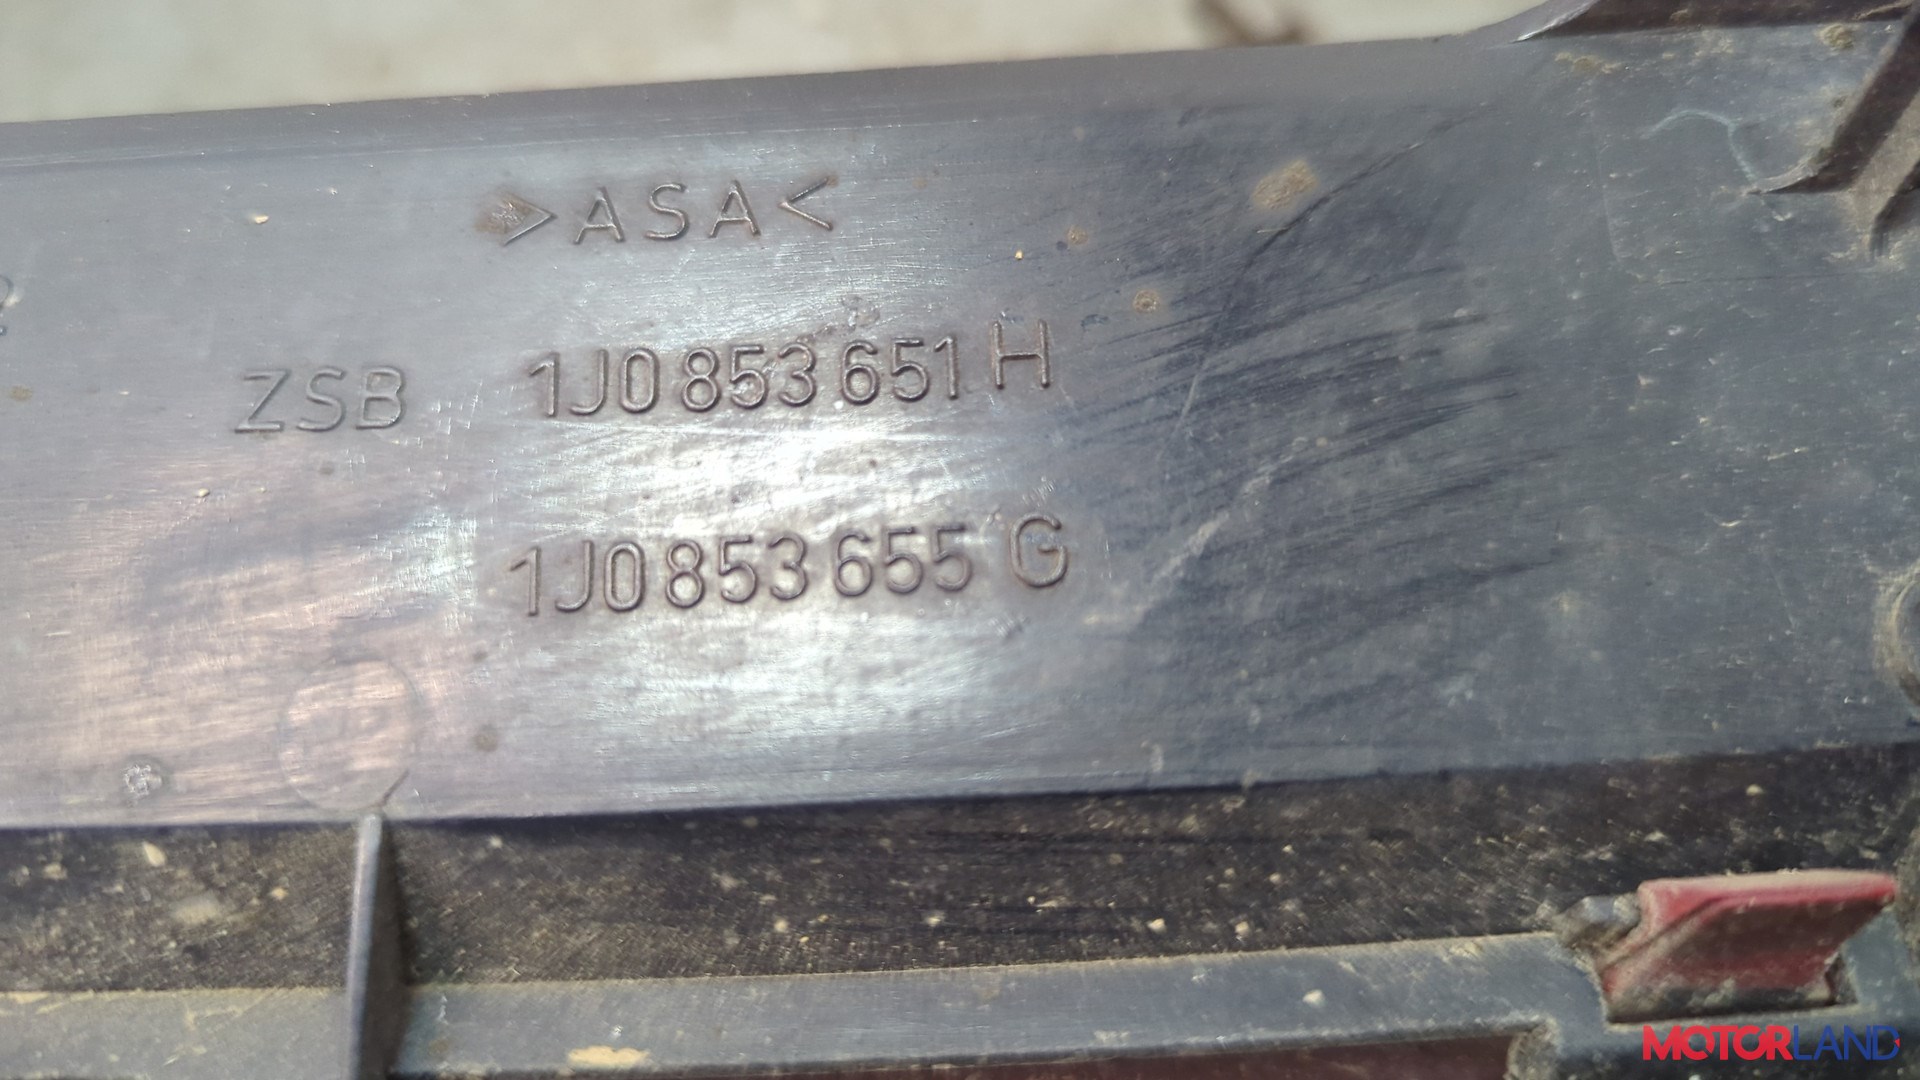 >ASA<
ZSB 1J0 853 651 H
1J0 853 655 G
MOTORLAND